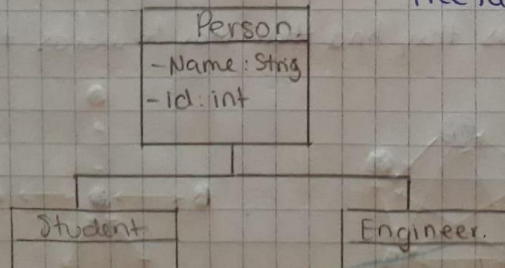 Person.
-Name: Strig
-id: int
Student
Engineer.